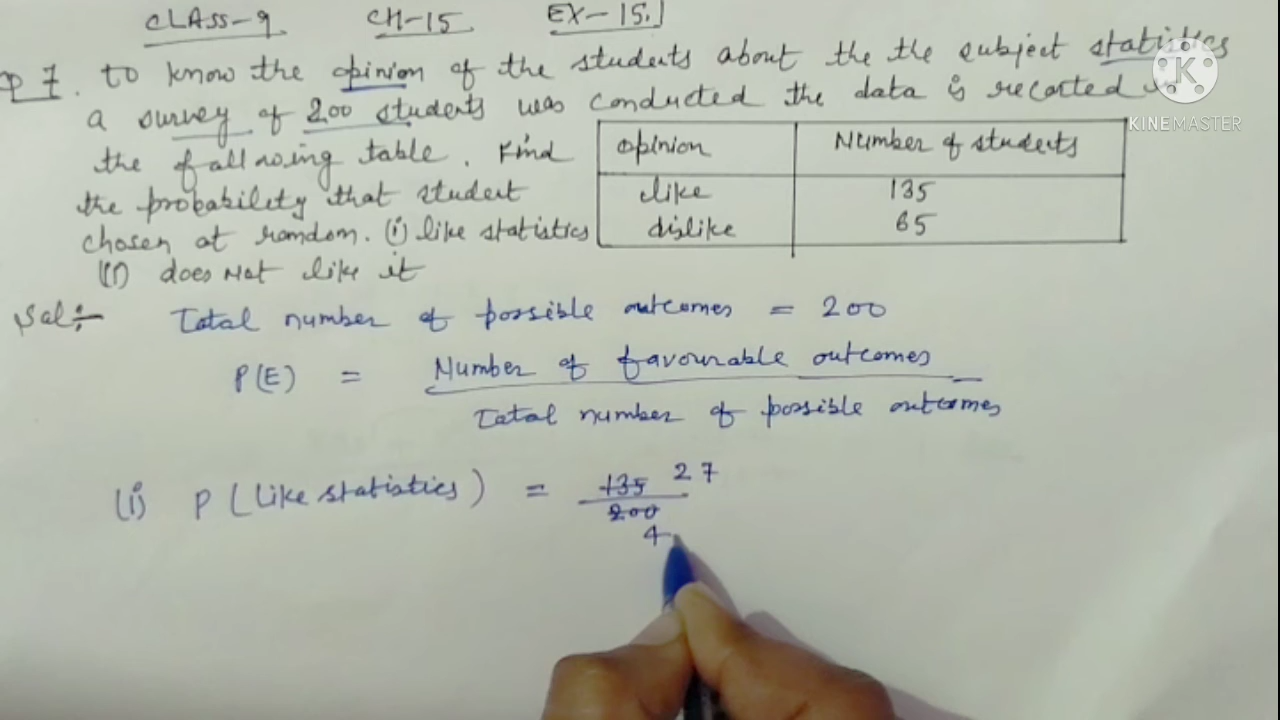 CLASS-9 CH-15 EX-15.1
Q 7. To know the opinion of the students about the the subject statistics
a survey of 200 students was conducted the data is recorted in
the fallowing table. Find
the probability that student
chosen at random. (i) like statistics
(ii) does Not like it
opinion Number of students
like 135
dislike 65
Sol:-
Total number of possible outcomes = 200
P(E) = Number of favourable outcomes
Total number of possible outcomes
(i) P (Like statistics) = 135 27
200
4
K
KINEMASTER